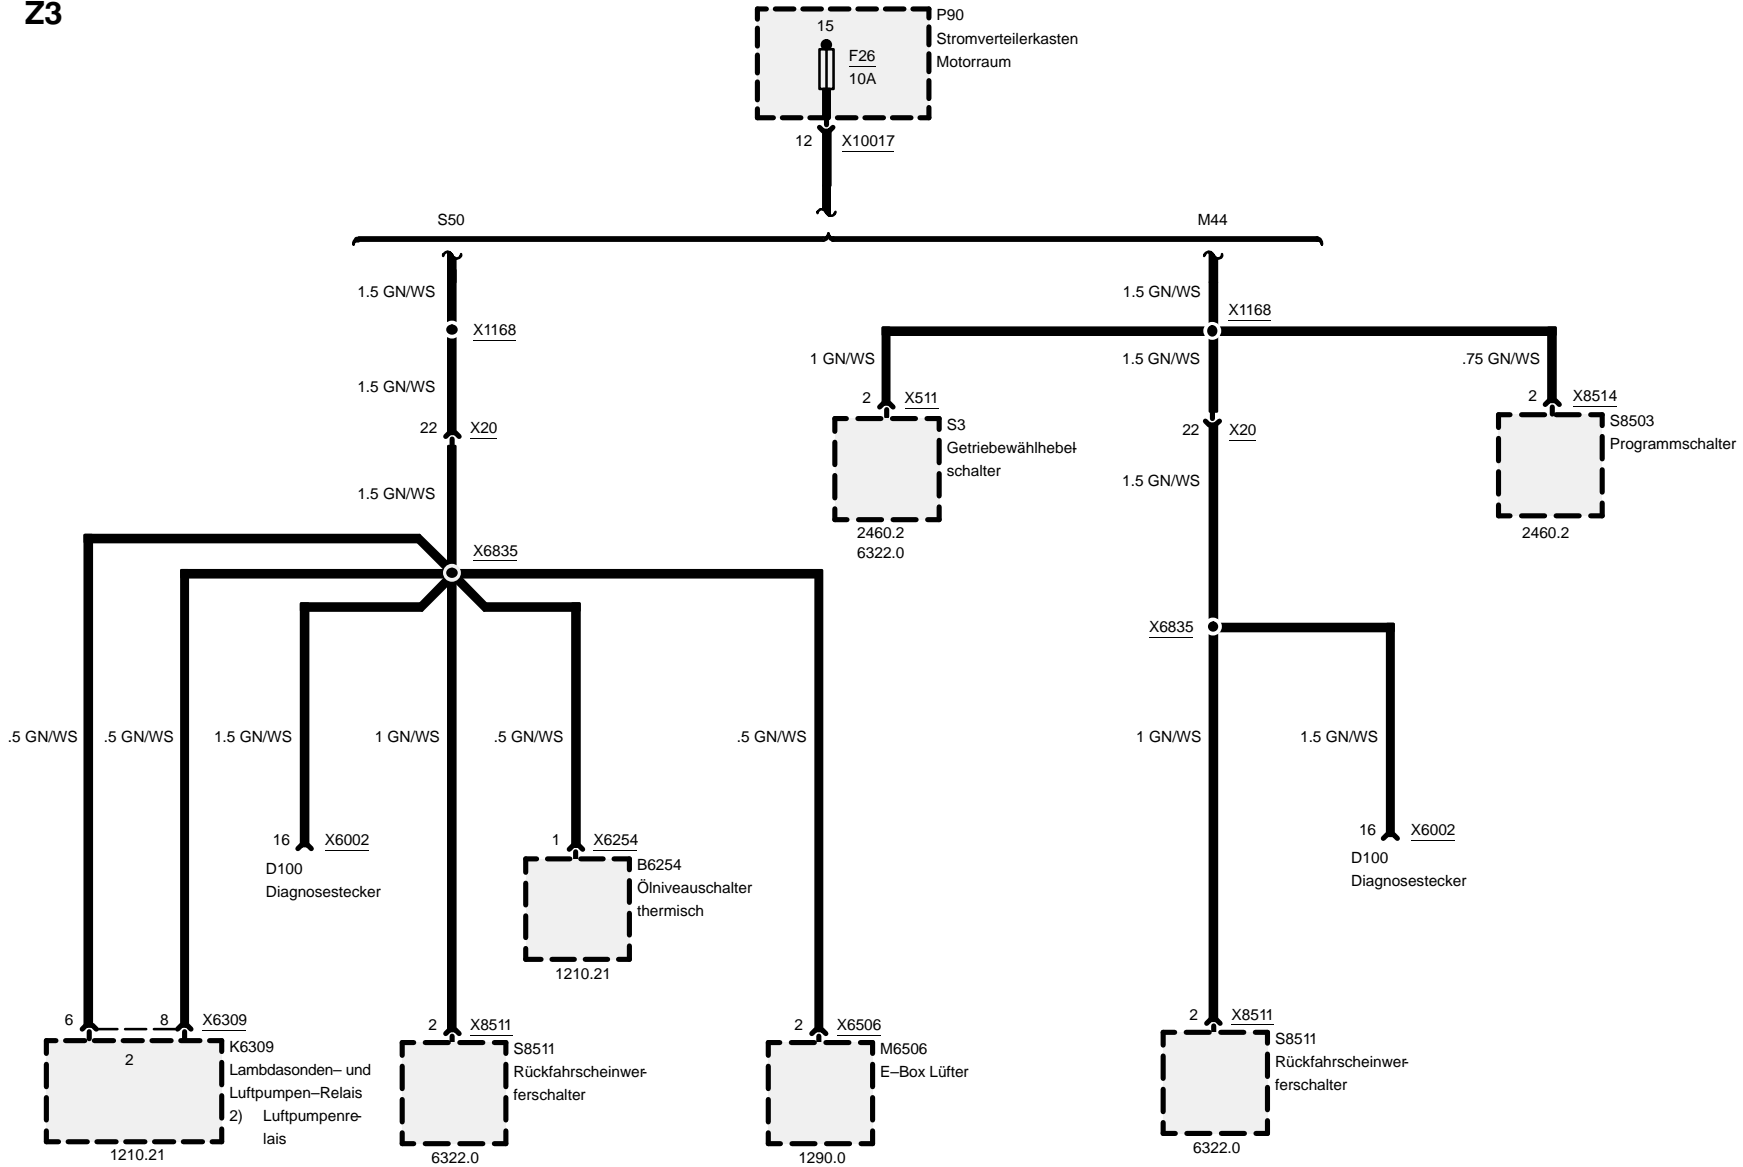 Z3
P90
Stromverteilerkasten
Motorraum
15
F26
10A
12 X10017
S50
M44
1.5 GN/WS
X1168
1.5 GN/WS
22 X20
1.5 GN/WS
X6835
.5 GN/WS
.5 GN/WS
1.5 GN/WS
1 GN/WS
.5 GN/WS
.5 GN/WS
16 X6002
D100
Diagnosestecker
1 X6254
B6254
Ölniveauschalter
thermisch
1210.21
6
8 X6309
2
K6309
Lambdasonden– und
Luftpumpen–Relais
2) Luftpumpenre-
lais
1210.21
2 X8511
S8511
Rückfahrscheinwer-
ferschalter
6322.0
2 X6506
M6506
E–Box Lüfter
1290.0
1.5 GN/WS
X1168
1 GN/WS
1.5 GN/WS
.75 GN/WS
2 X511
S3
Getriebewählhebel-
schalter
2460.2
6322.0
22 X20
1.5 GN/WS
2 X8514
S8503
Programmschalter
2460.2
X6835
1 GN/WS
1.5 GN/WS
16 X6002
D100
Diagnosestecker
2 X8511
S8511
Rückfahrscheinwer-
ferschalter
6322.0